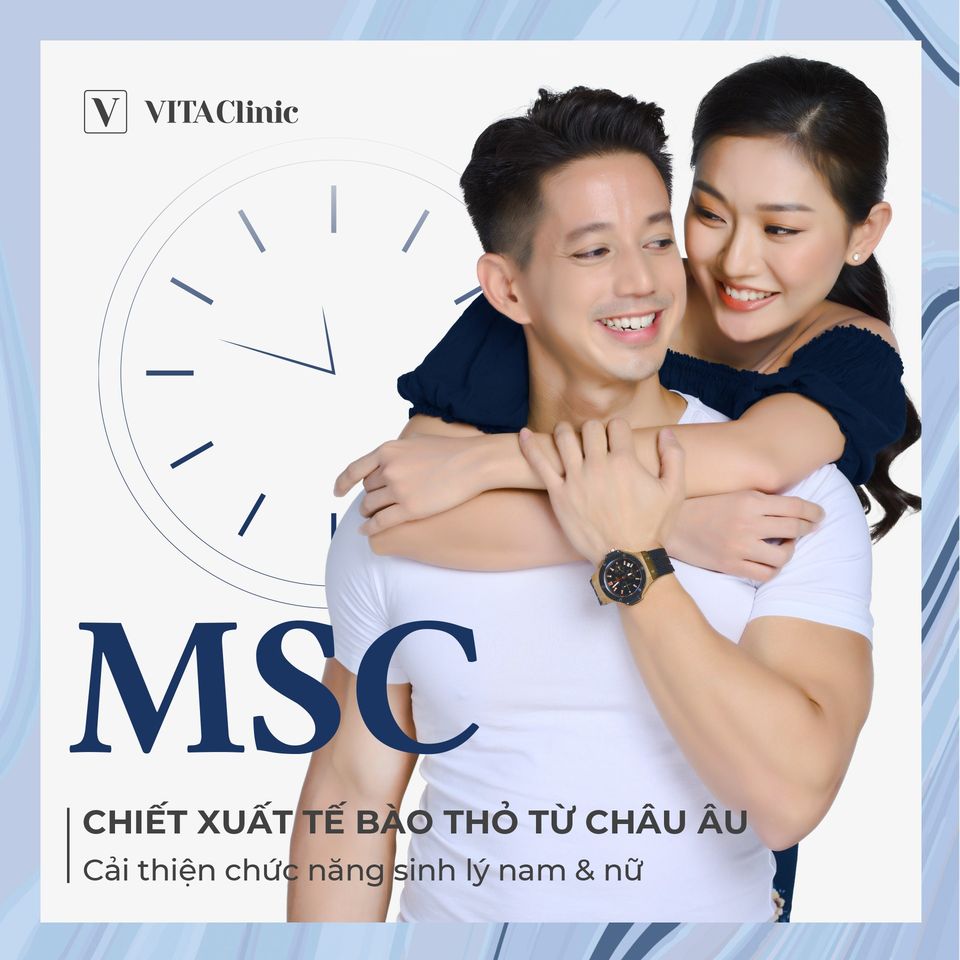 V VITAClinic
MSC
CHIẾT XUẤT TẾ BÀO THỎ TỪ CHÂU ÂU
Cải thiện chức năng sinh lý nam & nữ